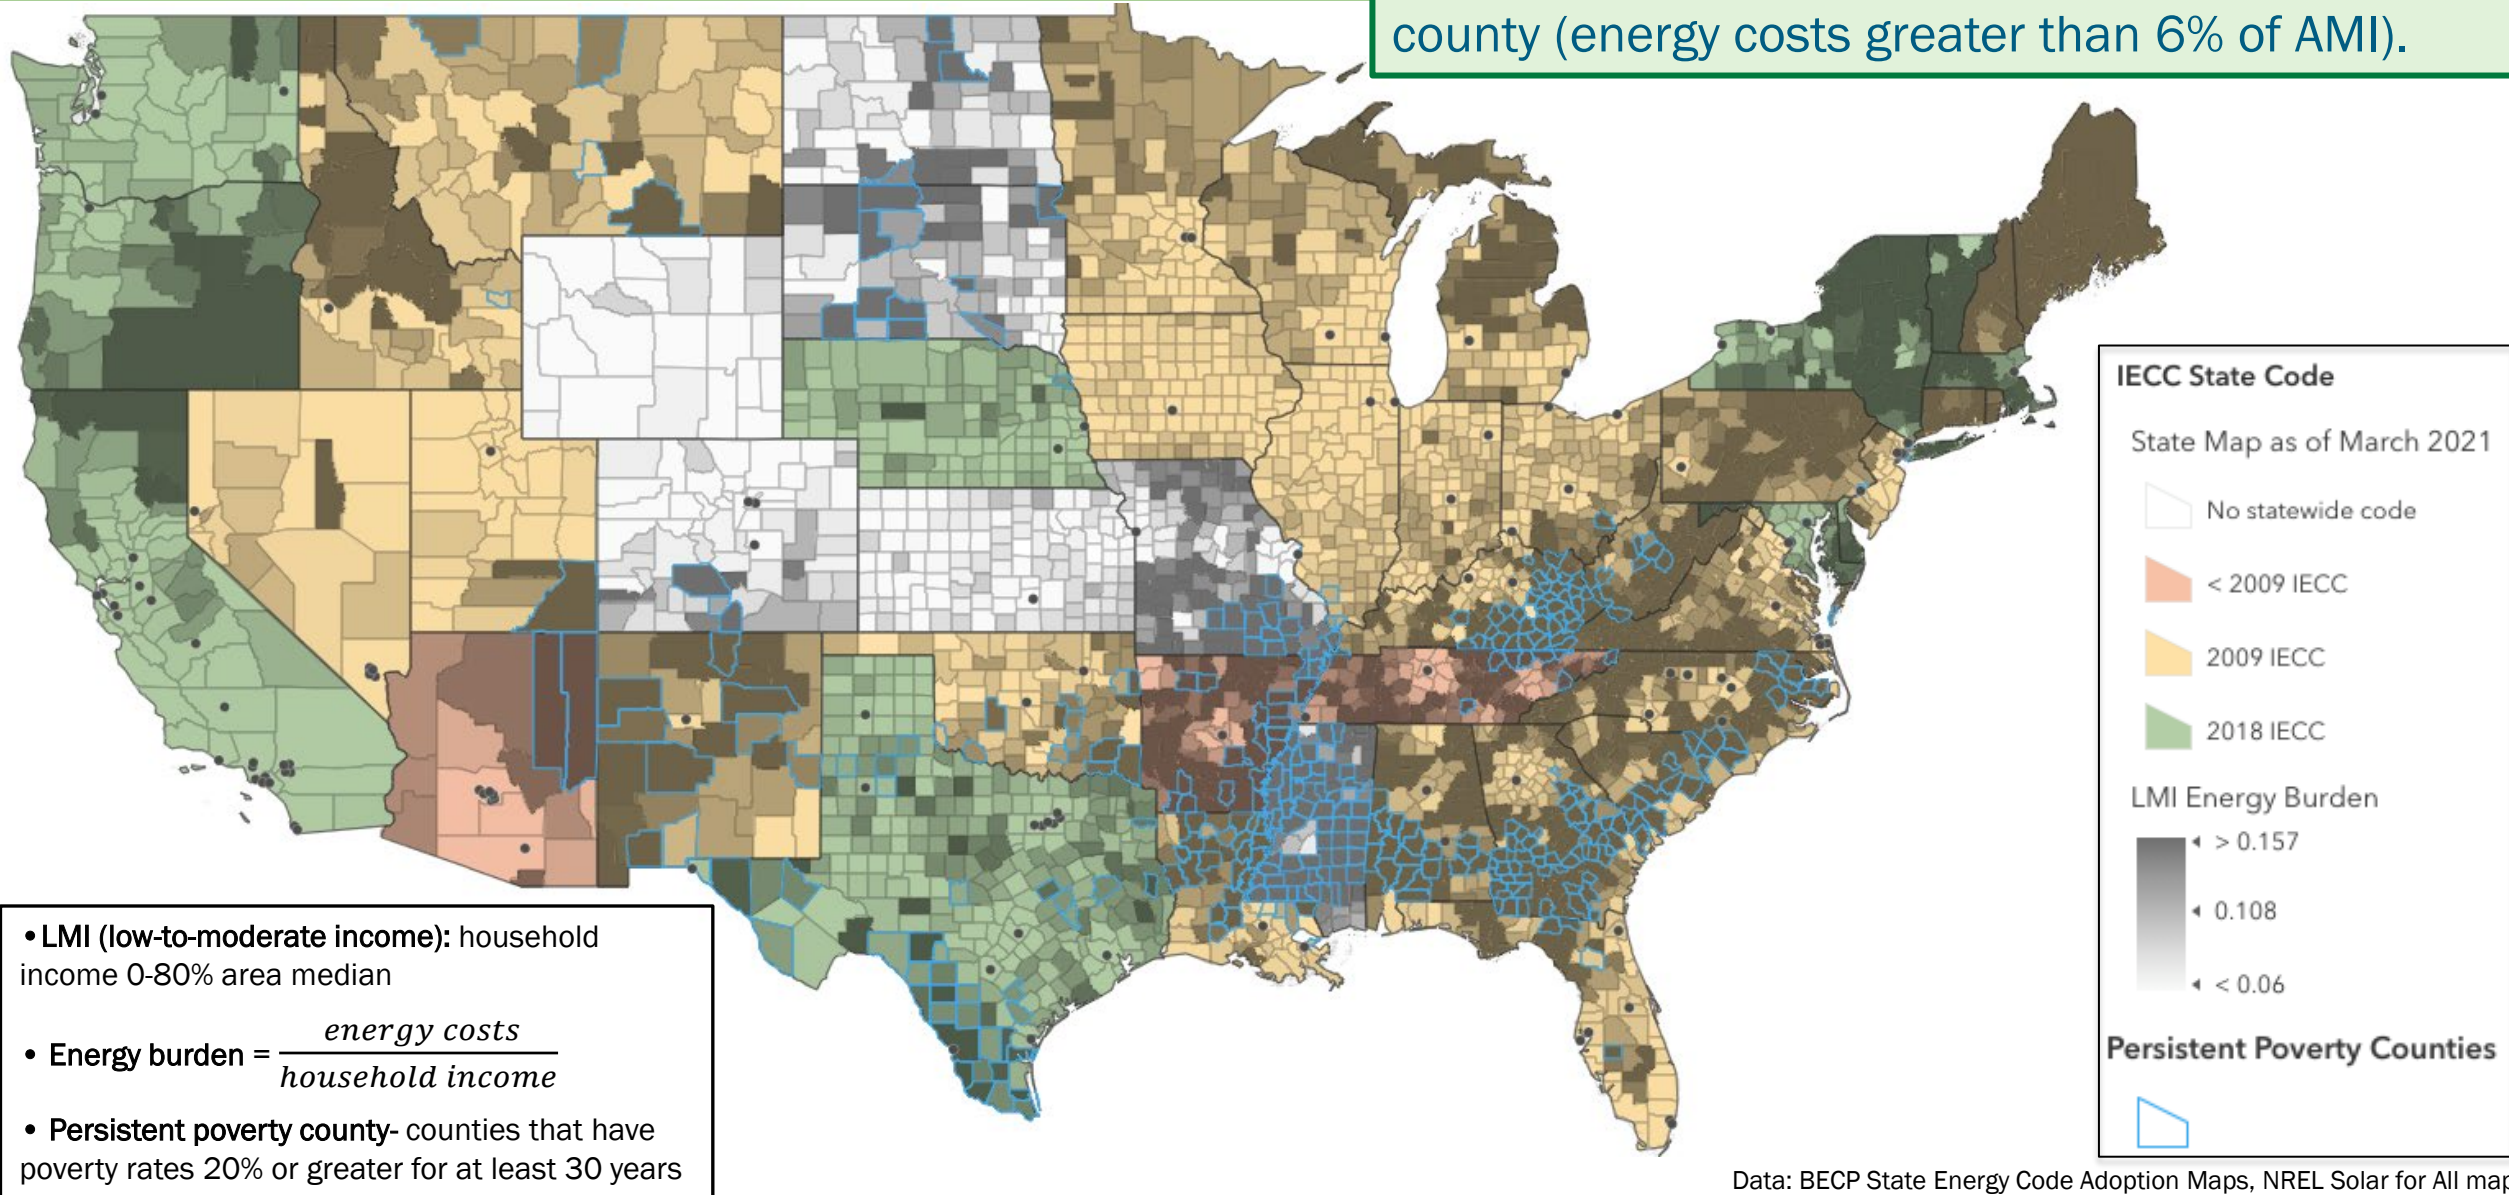 county (energy costs greater than 6% of AMI).
IECC State Code
State Map as of March 2021
No statewide code
< 2009 IECC
2009 IECC
2018 IECC
LMI Energy Burden
> 0.157
0.108
< 0.06
Persistent Poverty Counties
•LMI (low-to-moderate income): household
income 0-80% area median
• Energy burden = energy costs
household income
• Persistent poverty county- counties that have
poverty rates 20% or greater for at least 30 years
Data: BECP State Energy Code Adoption Maps, NREL Solar for All map